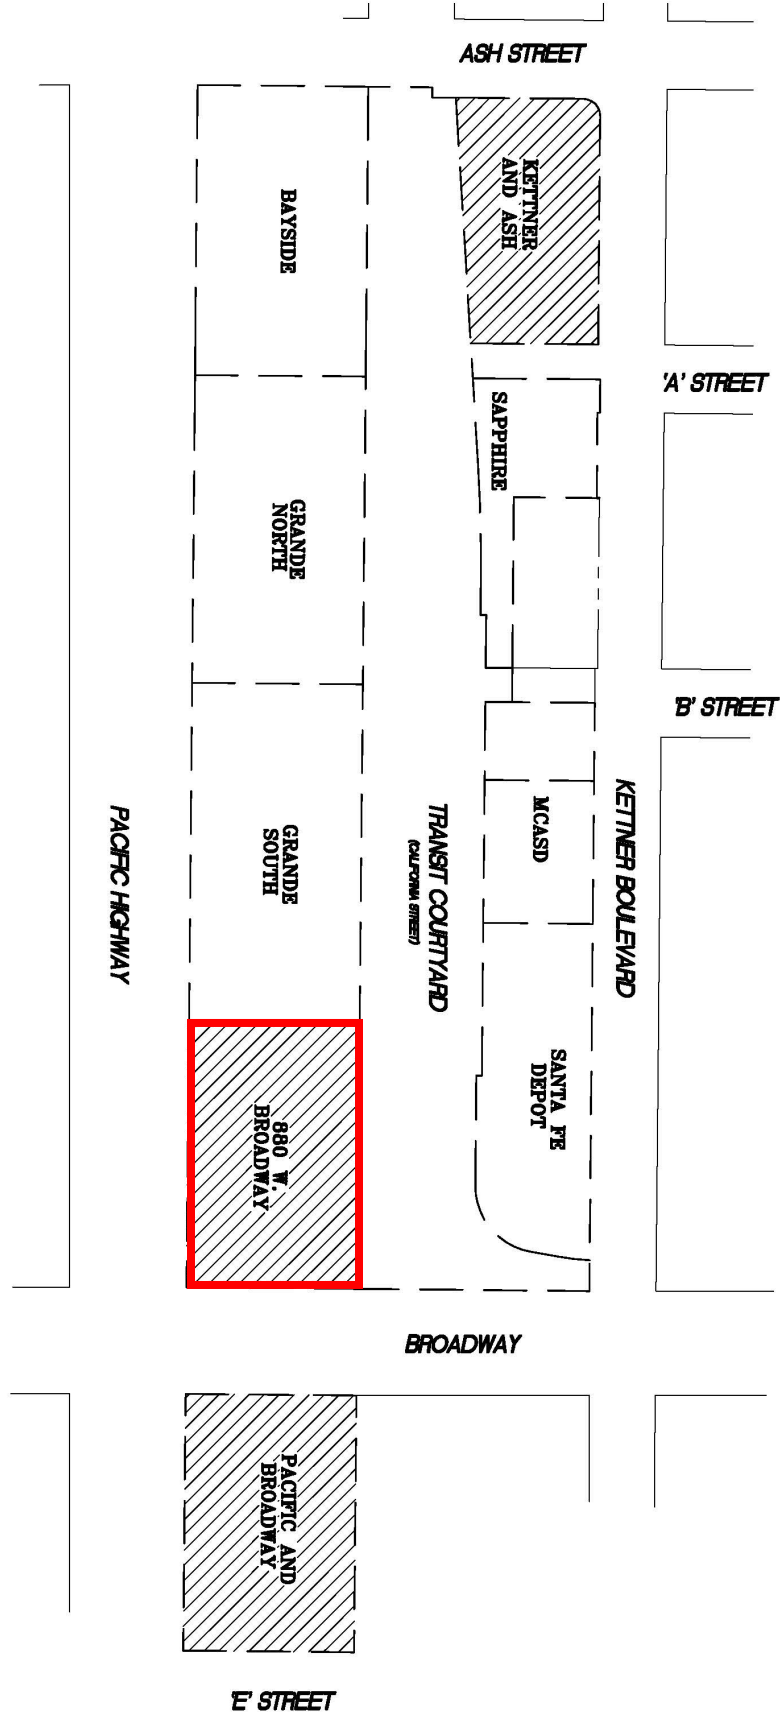 ASH STREET
KETTNER
AND ASH
BAYSIDE
'A' STREET
SAPPHIRE
GRANDE
NORTH
'B' STREET
KETTNER BOULEVARD
MCASD
TRANSIT COURTYARD
(CALIFORNIA STREET)
GRANDE
SOUTH
PACIFIC HIGHWAY
SANTA FE
DEPOT
880 W.
BROADWAY
BROADWAY
PACIFIC AND
BROADWAY
'E' STREET